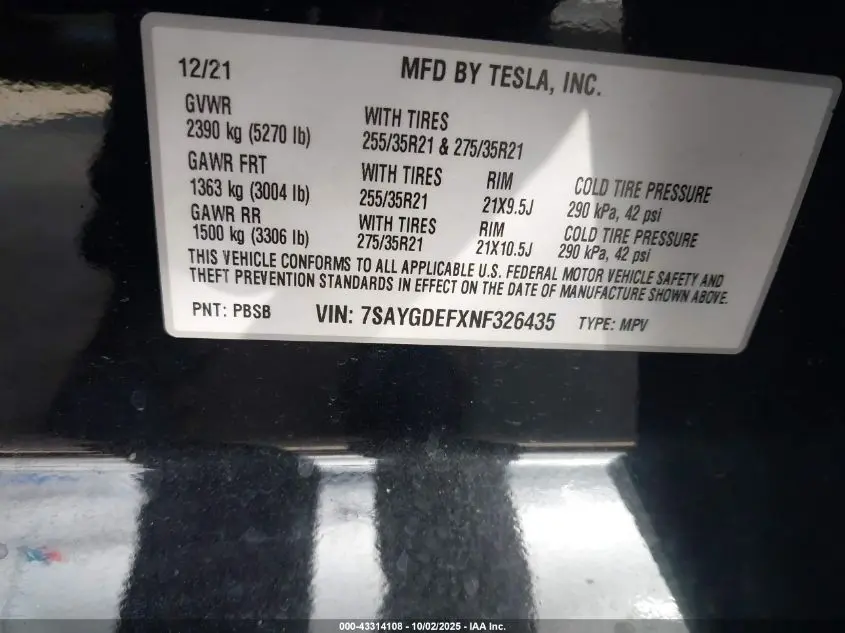 12/21
MFD BY TESLA, INC.
GVWR
2390 kg (5270 lb)
WITH TIRES
255/35R21 & 275/35R21
GAWR FRT
1363 kg (3004 lb)
WITH TIRES
255/35R21
RIM
21X9.5J
COLD TIRE PRESSURE
290 kPa, 42 psi
GAWR RR
1500 kg (3306 lb)
WITH TIRES
275/35R21
RIM
21X10.5J
COLD TIRE PRESSURE
290 kPa, 42 psi
THIS VEHICLE CONFORMS TO ALL APPLICABLE U.S. FEDERAL MOTOR VEHICLE SAFETY AND
THEFT PREVENTION STANDARDS IN EFFECT ON THE DATE OF MANUFACTURE SHOWN ABOVE.
PNT: PBSB VIN: 7SAYGDEFXNF326435 TYPE: MPV
000-43314108 - 10/02/2025 - IAA Inc.